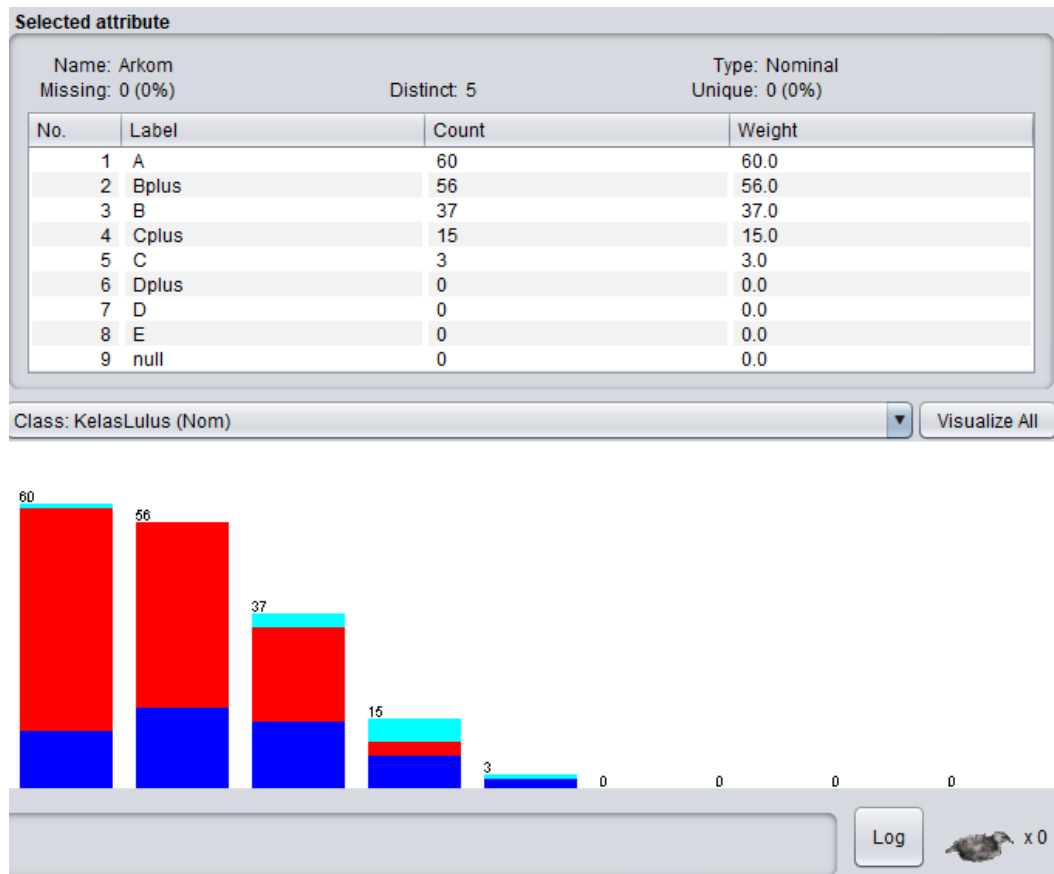 Selected attribute
Name: Arkom Type: Nominal
Missing: 0 (0%) Distinct: 5 Unique: 0 (0%)
No. Label Count Weight
1 A 60 60.0
2 Bplus 56 56.0
3 B 37 37.0
4 Cplus 15 15.0
5 C 3 3.0
6 Dplus 0 0.0
7 D 0 0.0
8 E 0 0.0
9 null 0 0.0
Class: KelasLulus (Nom) Visualize All
60
56
37
15
3
0
0
0
0
Log x 0